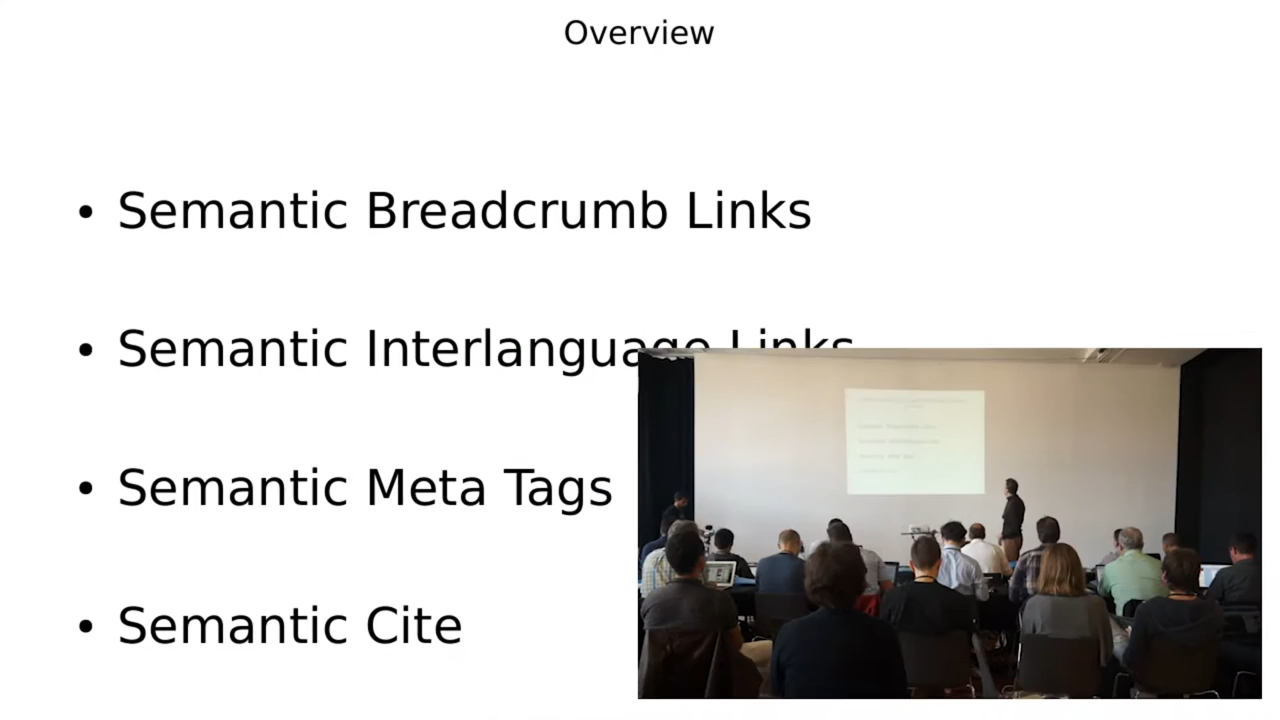 Overview
• Semantic Breadcrumb Links
• Semantic Interlanguage Links
• Semantic Meta Tags
• Semantic Cite